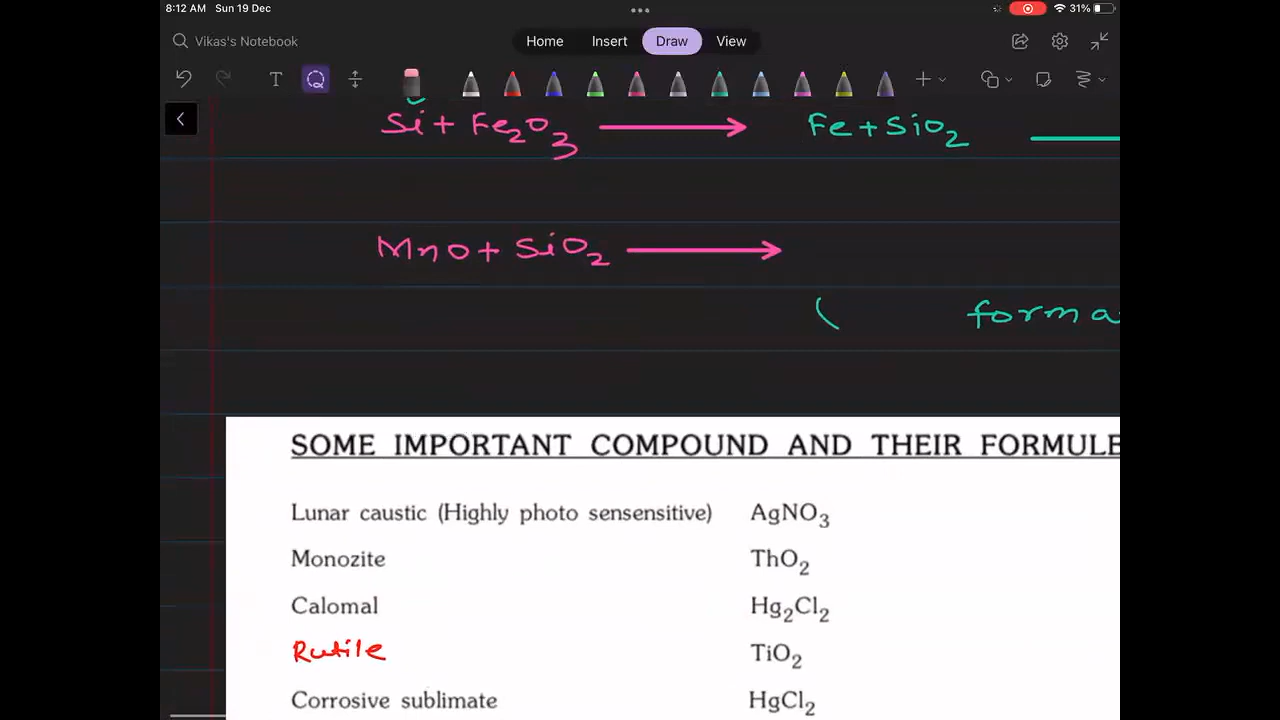 8:12 AM Sun 19 Dec
31%
Vikas's Notebook
Home Insert Draw View
T
Si + Fe2O3 → Fe + SiO2
MnO + SiO2 →
( forma
SOME IMPORTANT COMPOUND AND THEIR FORMULE
Lunar caustic (Highly photo sensensitive) AgNO3
Monozite ThO2
Calomal Hg2Cl2
Rutile TiO2
Corrosive sublimate HgCl2